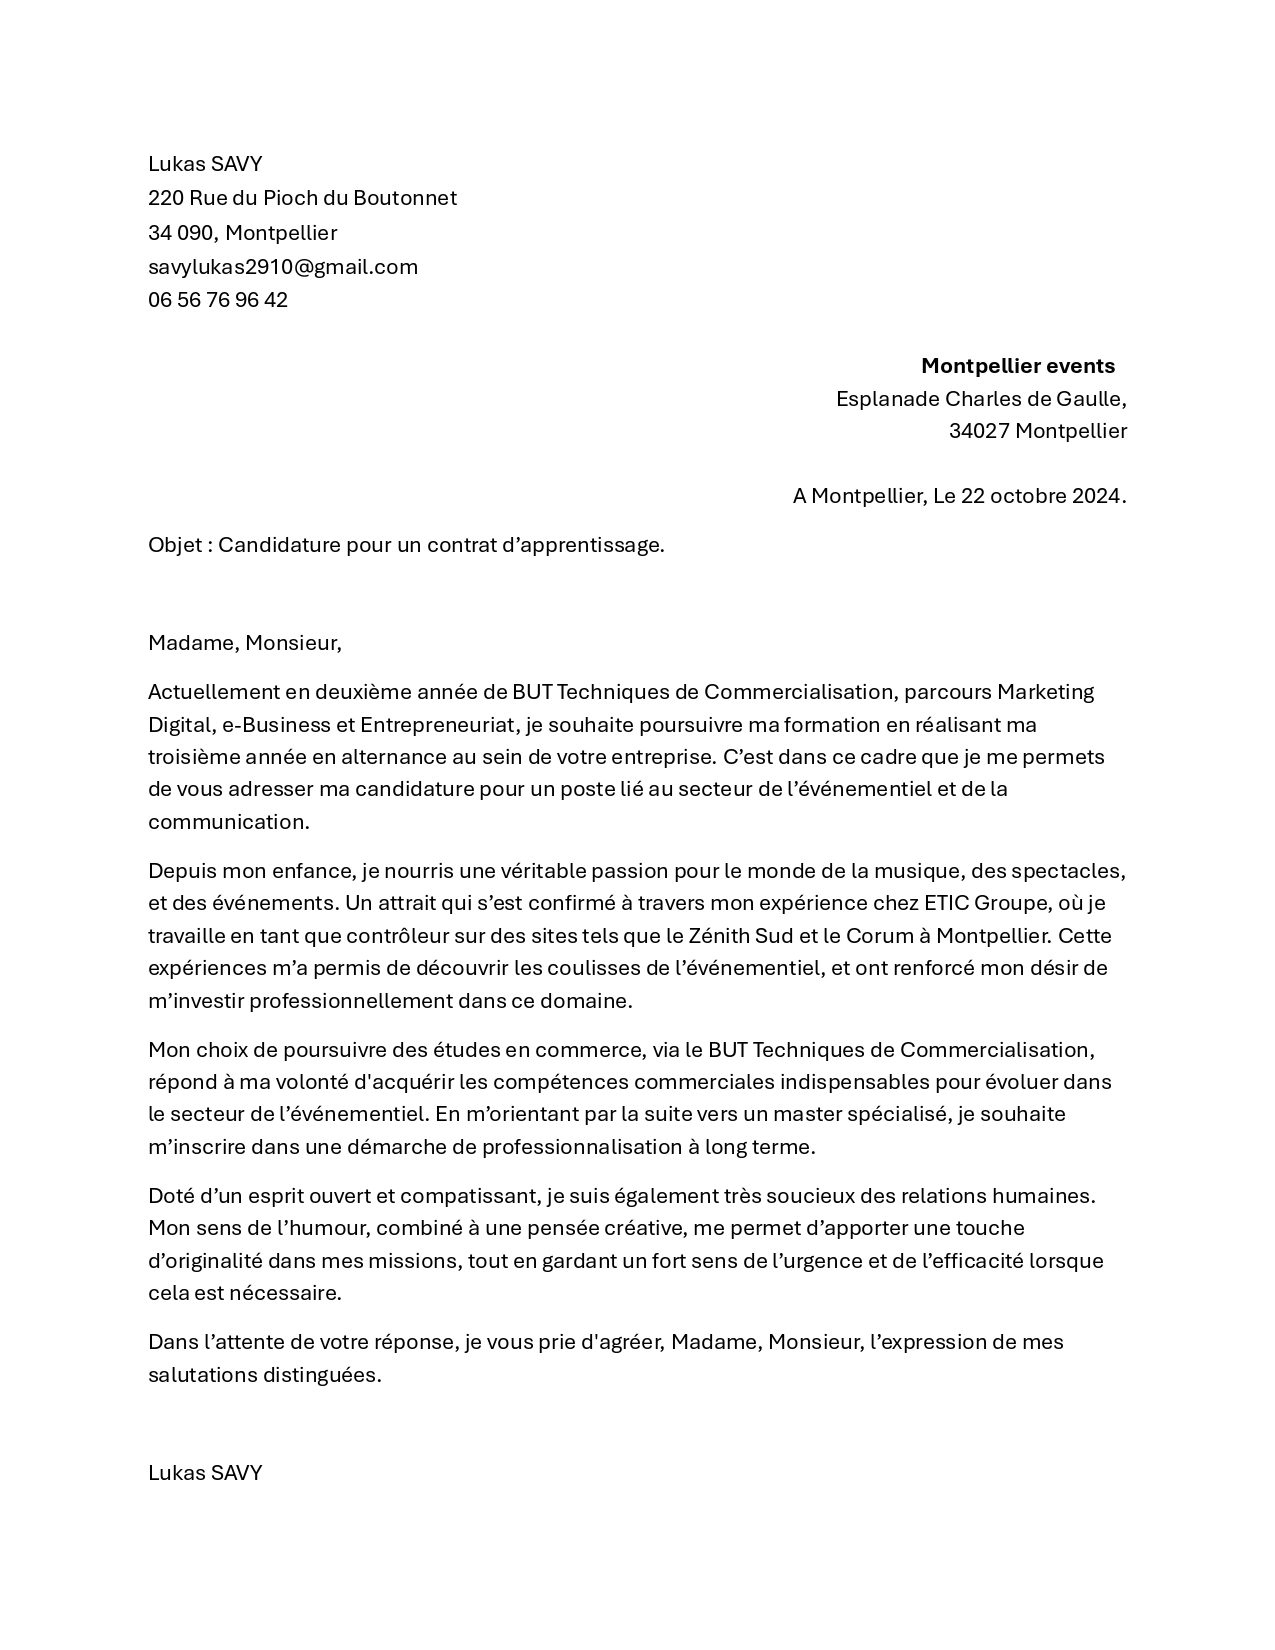 Lukas SAVY
220 Rue du Pioch du Boutonnet
34 090, Montpellier
savylukas2910@gmail.com
06 56 76 96 42
Montpellier events
Esplanade Charles de Gaulle,
34027 Montpellier
A Montpellier, Le 22 octobre 2024.
Objet : Candidature pour un contrat d’apprentissage.
Madame, Monsieur,
Actuellement en deuxième année de BUT Techniques de Commercialisation, parcours Marketing
Digital, e-Business et Entrepreneuriat, je souhaite poursuivre ma formation en réalisant ma
troisième année en alternance au sein de votre entreprise. C’est dans ce cadre que je me permets
de vous adresser ma candidature pour un poste lié au secteur de l’événementiel et de la
communication.
Depuis mon enfance, je nourris une véritable passion pour le monde de la musique, des spectacles,
et des événements. Un attrait qui s’est confirmé à travers mon expérience chez ETIC Groupe, où je
travaille en tant que contrôleur sur des sites tels que le Zénith Sud et le Corum à Montpellier. Cette
expériences m’a permis de découvrir les coulisses de l’événementiel, et ont renforcé mon désir de
m’investir professionnellement dans ce domaine.
Mon choix de poursuivre des études en commerce, via le BUT Techniques de Commercialisation,
répond à ma volonté d'acquérir les compétences commerciales indispensables pour évoluer dans
le secteur de l’événementiel. En m’orientant par la suite vers un master spécialisé, je souhaite
m’inscrire dans une démarche de professionnalisation à long terme.
Doté d’un esprit ouvert et compatissant, je suis également très soucieux des relations humaines.
Mon sens de l’humour, combiné à une pensée créative, me permet d’apporter une touche
d’originalité dans mes missions, tout en gardant un fort sens de l’urgence et de l’efficacité lorsque
cela est nécessaire.
Dans l’attente de votre réponse, je vous prie d'agréer, Madame, Monsieur, l’expression de mes
salutations distinguées.
Lukas SAVY